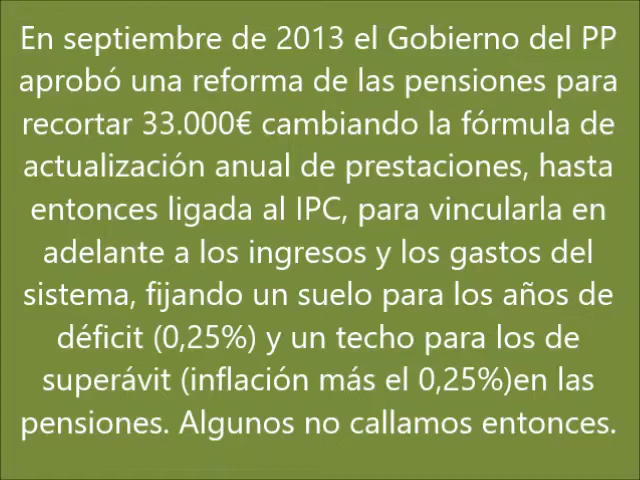 En septiembre de 2013 el Gobierno del PP
aprobó una reforma de las pensiones para
recortar 33.000€ cambiando la fórmula de
actualización anual de prestaciones, hasta
entonces ligada al IPC, para vincularla en
adelante a los ingresos y los gastos del
sistema, fijando un suelo para los años de
déficit (0,25%) y un techo para los de
superávit (inflación más el 0,25%)en las
pensiones. Algunos no callamos entonces.